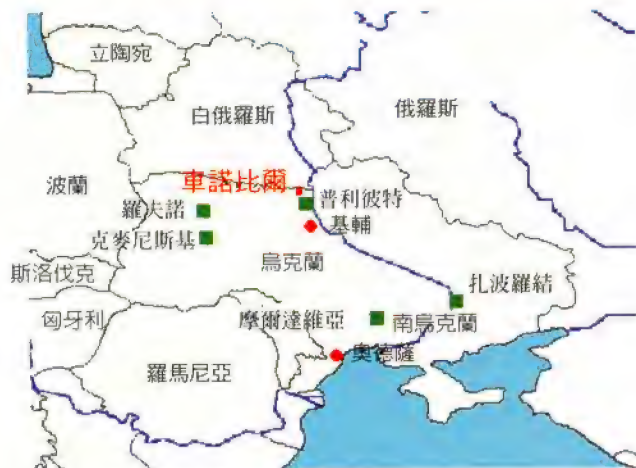 立陶宛
白俄羅斯
俄羅斯
波蘭
車諾比爾
普利彼特
羅夫諾
基輔
克麥尼斯基
烏克蘭
斯洛伐克
扎波羅結
匈牙利
摩爾達維亞
南烏克蘭
奧德薩
羅馬尼亞